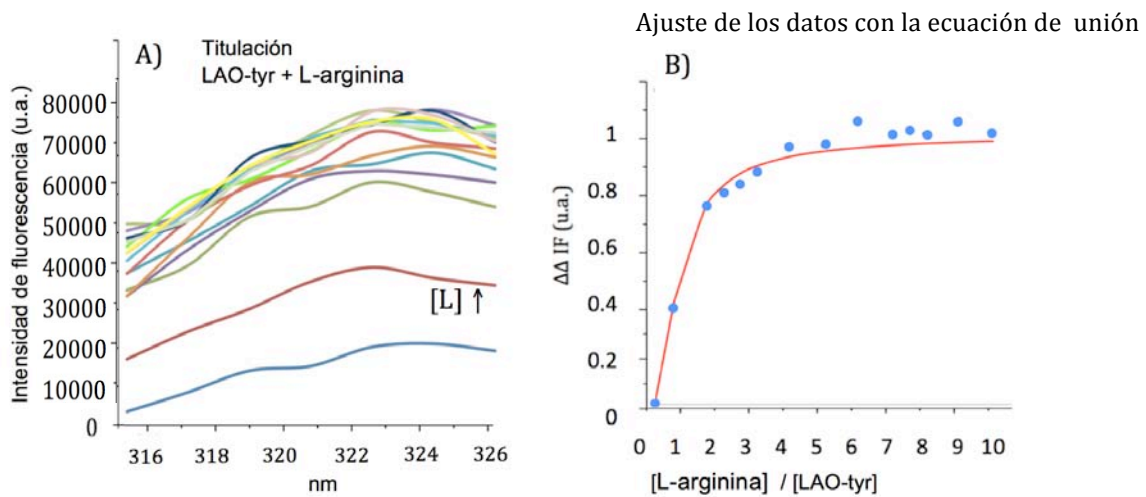 Ajuste de los datos con la ecuación de unión
A)
Titulación
LAO-tyr + L-arginina
Intensidad de fluorescencia (u.a.)
80000
70000
60000
50000
40000
30000
20000
10000
0
[L] ↑
316 318 320 322 324 326
nm
B)
ΔΔ IF (u.a.)
1
0.8
0.6
0.4
0.2
0
0 1 2 3 4 5 6 7 8 9 10
[L-arginina] / [LAO-tyr]